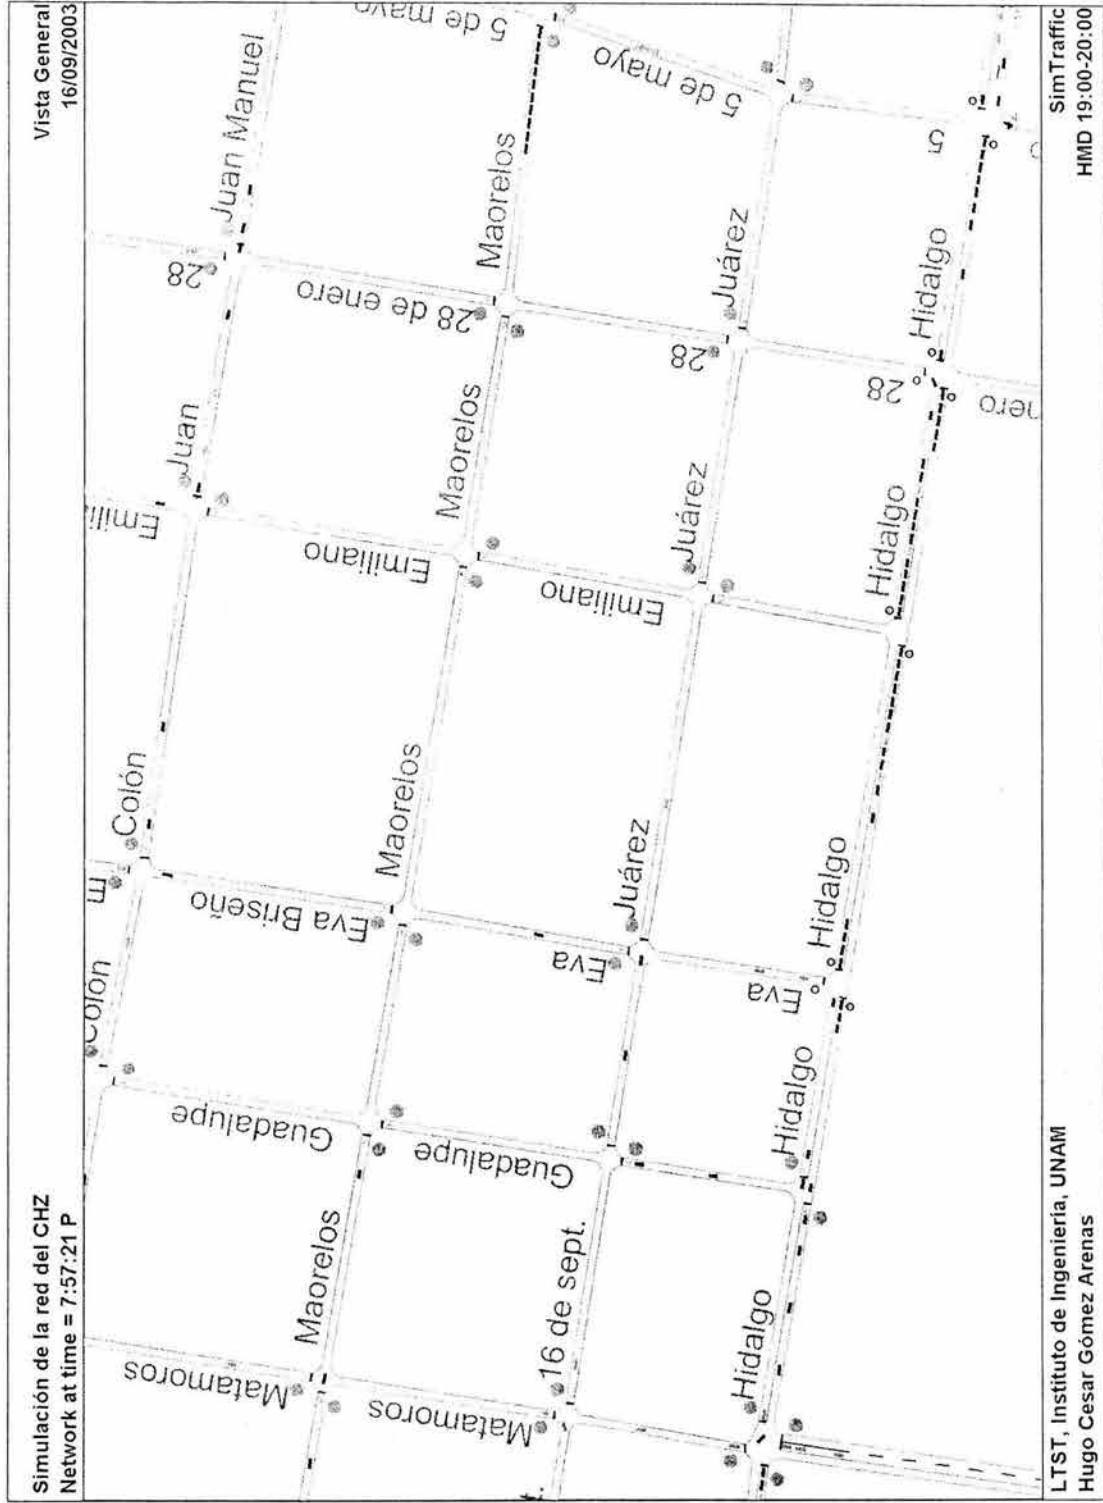 Simulación de la red del CHZ
Network at time = 7:57:21 P
Vista General
16/09/2003
Colón
Colón
Juan
Juan Manuel
5 de mayo
E
Emili
28
Guadalupe
Eva Briseño
Emiliano
28 de enero
5 de mayo
Matamoros
Maorelos
Maorelos
Maorelos
Maorelos
Matamoros
Guadalupe
Eva
Emiliano
28
16 de sept.
Juárez
Juárez
Juárez
Eva
28
5
Hidalgo
Hidalgo
Hidalgo
Hidalgo
Hidalgo
enero
LTST, Instituto de Ingeniería, UNAM
Hugo Cesar Gómez Arenas
SimTraffic
HMD 19:00-20:00